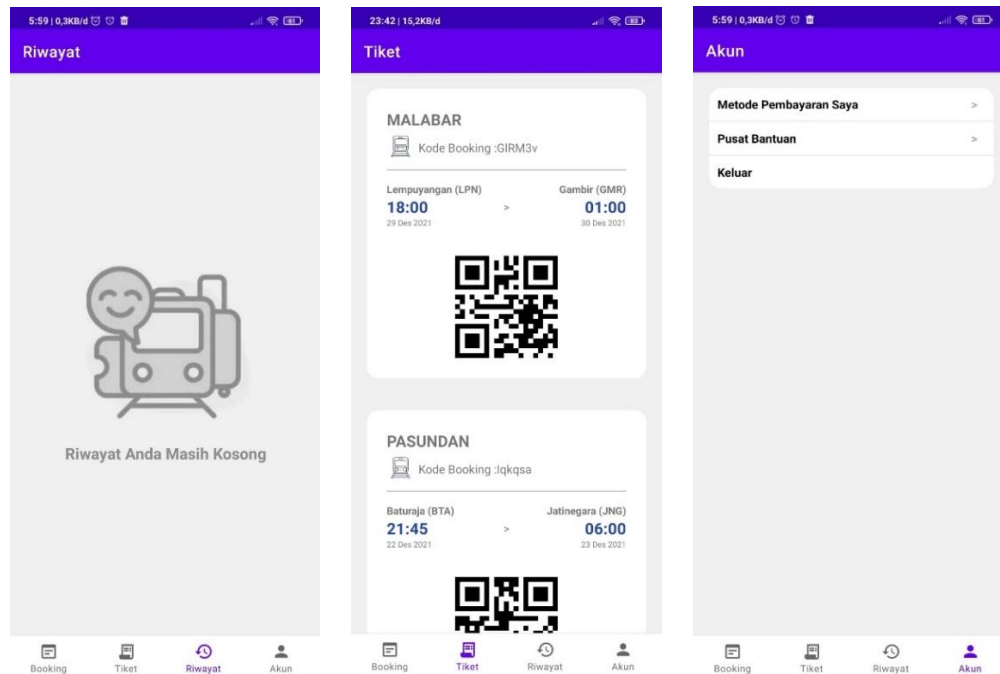 5:59 | 0,3KB/d
Riwayat
Riwayat Anda Masih Kosong
Booking
Tiket
Riwayat
Akun
23:42 | 15,2KB/d
Tiket
MALABAR
Kode Booking :GIRM3v
Lempuyangan (LPN)
Gambir (GMR)
18:00
>
01:00
29 Des 2021
30 Des 2021
PASUNDAN
Kode Booking :Iqkqsa
Baturaja (BTA)
Jatinegara (JNG)
21:45
>
06:00
22 Des 2021
23 Des 2021
Booking
Tiket
Riwayat
Akun
5:59 | 0,3KB/d
Akun
Metode Pembayaran Saya >
Pusat Bantuan >
Keluar
Booking
Tiket
Riwayat
Akun